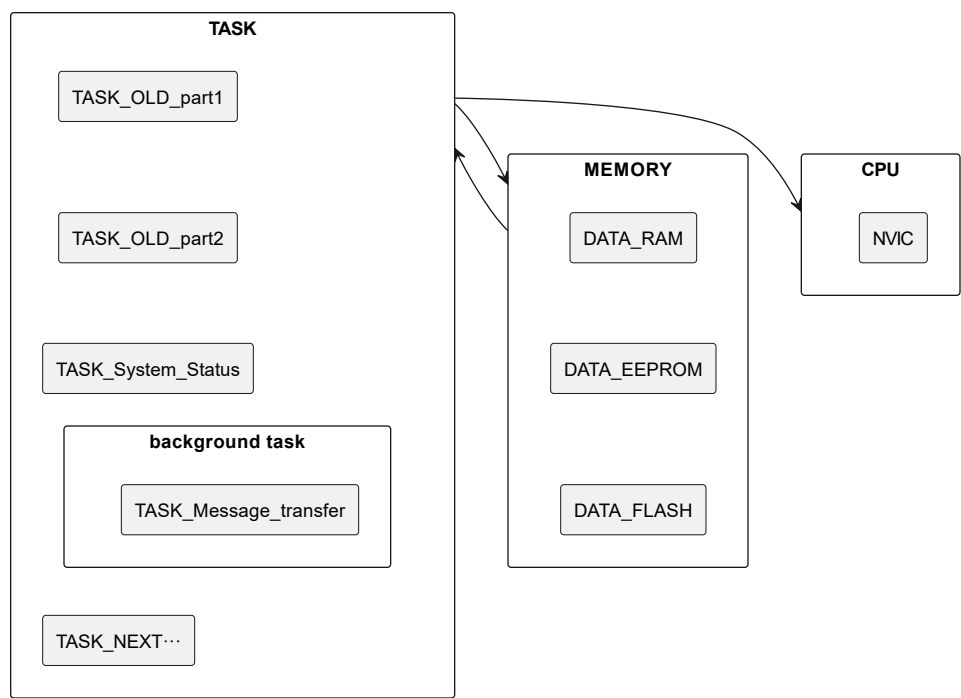 TASK
TASK_OLD_part1
TASK_OLD_part2
TASK_System_Status
background task
TASK_Message_transfer
TASK_NEXT⋯
MEMORY
DATA_RAM
DATA_EEPROM
DATA_FLASH
CPU
NVIC